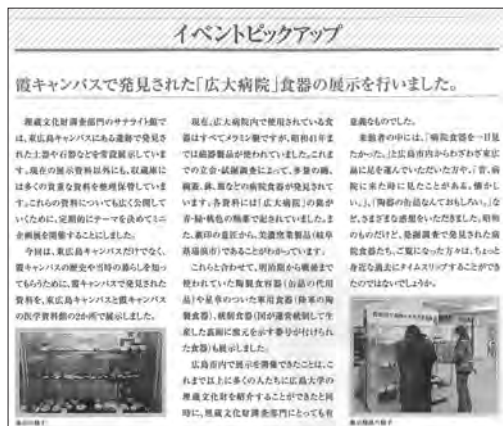 イベントピックアップ
霞キャンパスで発見された「広大病院」食器の展示を行いました。
埋蔵文化財調査部門のサテライト館で
は、東広島キャンパスにある遺跡で発見さ
れた土器や石器などを常設展示していま
す。現在の展示資料以外にも、収蔵庫に
は多くの貴重な資料を整理保管していま
す。これらの資料についても広く公開して
いくために、定期的にテーマを決めてミニ
企画展を開催することにしました。
今回は、東広島キャンパスだけでなく、
霞キャンパスの歴史や当時の暮らしを知っ
てもらうために、霞キャンパスで発見された
資料を、東広島キャンパスと霞キャンパス
の医学資料館の2か所で展示しました。
展示の様子
現在、広大病院内で使用されている食
器はすべてメラミン製ですが、昭和41年ま
では磁器製品が使われていました。これま
での立会・試掘調査によって、多量の碗、
碗蓋、鉢、皿などの病院食器が発見されて
います。各資料には「広大病院」の銘が
青・緑・桃色の釉薬で記されていました。ま
た、裏印の意匠から、美濃窯業製品(岐阜
県瑞浪市)であることがわかっています。
これらと合わせて、明治期から戦後まで
使われていた陶製食容器(缶詰の代用
品)や星章のついた軍用食器(陸軍の陶
製食器)、統制食器(国が運営統制して生
産した裏面に窯元を示す番号が付けられ
た食器)も展示しました。
広島市内で展示を開催できたことは、こ
れまで以上に多くの人たちに広島大学の
埋蔵文化財を紹介することができたと同
時に、埋蔵文化財調査部門にとっても有
意義なものでした。
来館者の中には、「病院食器を一目見
たかった。」と広島市内からわざわざ東広
島に足を運んでいただいた方や、「昔、病
院に来た時に見たことがある。懐かし
い。」、「陶器の缶詰なんておもしろい。」な
ど、さまざまな感想をいただきました。昭和
のものだけど、発掘調査で発見された病
院食器たち、ご覧になった方々は、ちょっと
身近な過去にタイムスリップすることができ
たのではないでしょうか。